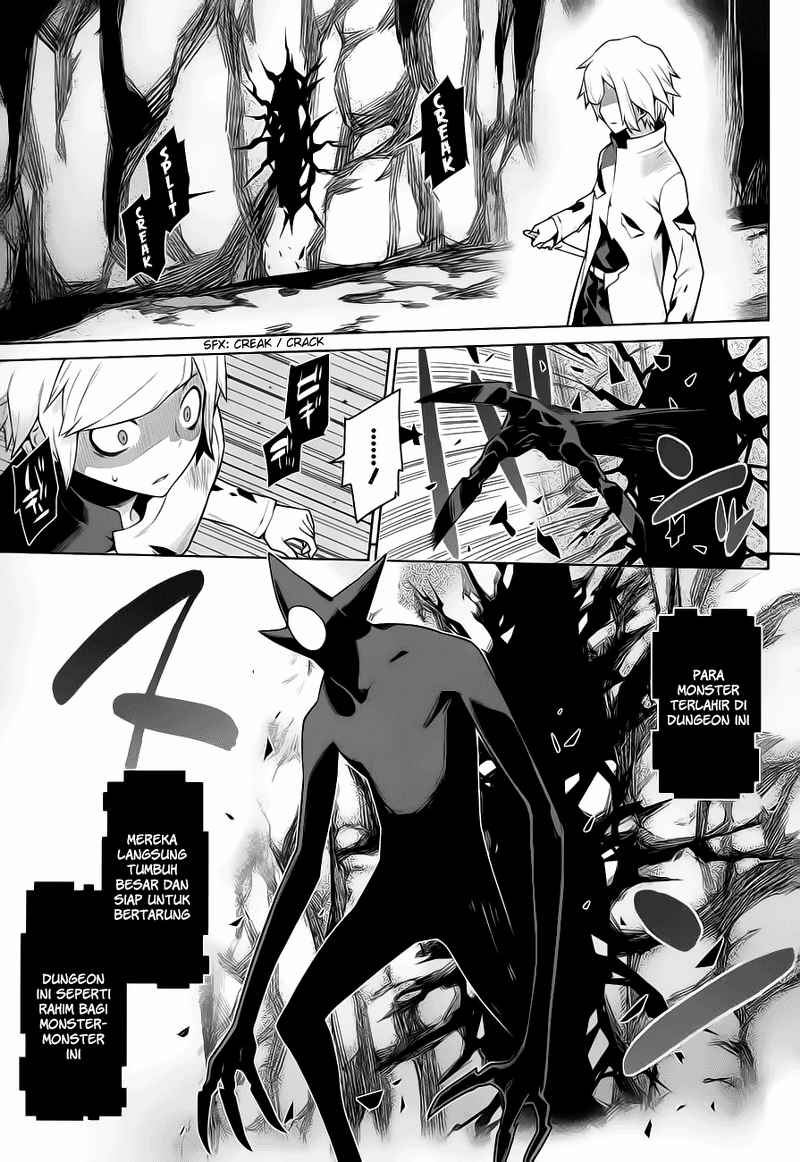 CREAK
SPLIT
CREAK
SFX: CREAK / CRACK
......!
PARA
MONSTER
TERLAHIR DI
DUNGEON INI
MEREKA
LANGSUNG
TUMBUH
BESAR DAN
SIAP UNTUK
BERTARUNG
DUNGEON
INI SEPERTI
RAHIM BAGI
MONSTER-
MONSTER
INI